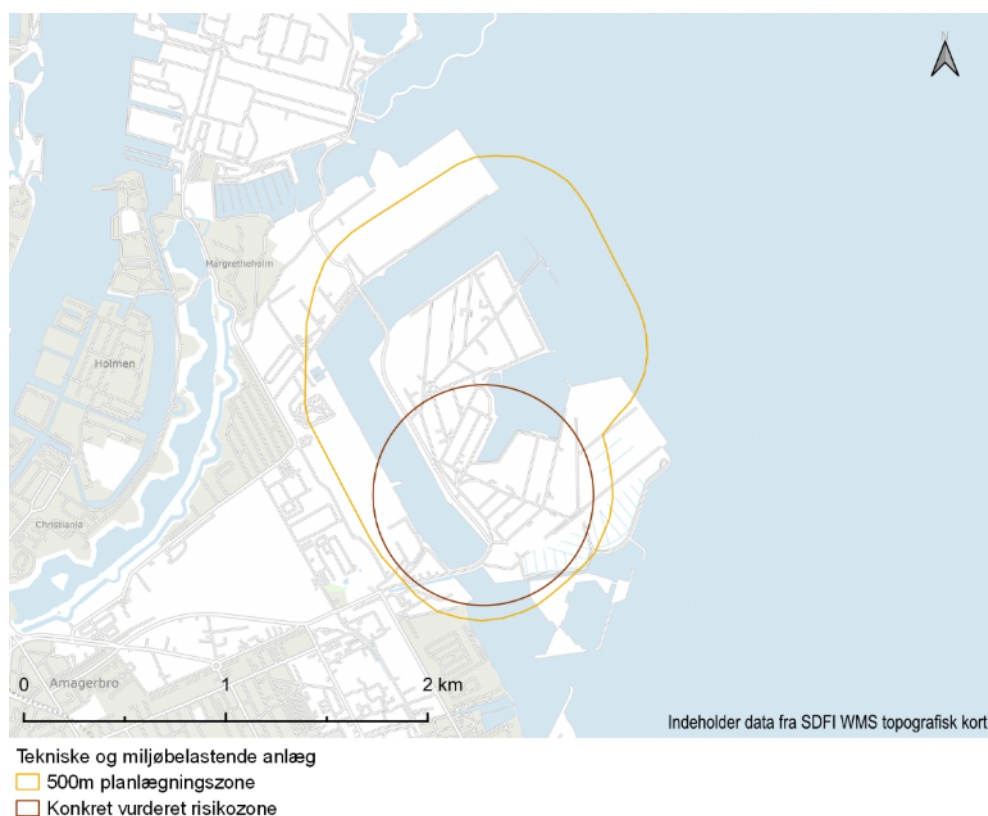 N
Margretheholm
Holmen
Christiania
Amagerbro
0 1 2 km
Indeholder data fra SDFI WMS topografisk kort
Tekniske og miljøbelastende anlæg
500m planlægningszone
Konkret vurderet risikozone